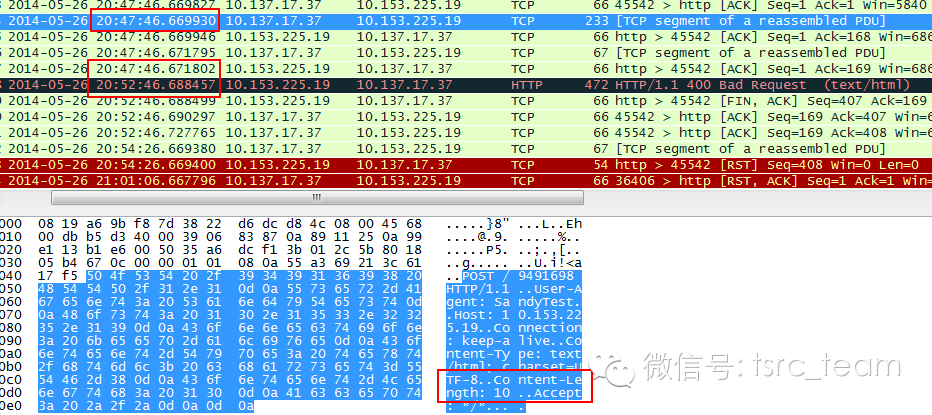 2014-05-26 20:47:46.669827 10.137.17.37 10.153.225.19 TCP 66 45542 > http [ACK] Seq=1 Ack=1 Win=5840
4 2014-05-26 20:47:46.669930 10.137.17.37 10.153.225.19 TCP 233 [TCP segment of a reassembled PDU]
5 2014-05-26 20:47:46.669946 10.153.225.19 10.137.17.37 TCP 66 http > 45542 [ACK] Seq=1 Ack=168 Win=686
6 2014-05-26 20:47:46.671795 10.137.17.37 10.153.225.19 TCP 67 [TCP segment of a reassembled PDU]
7 2014-05-26 20:47:46.671802 10.153.225.19 10.137.17.37 TCP 66 http > 45542 [ACK] Seq=1 Ack=169 Win=686
8 2014-05-26 20:52:46.688457 10.153.225.19 10.137.17.37 HTTP 472 HTTP/1.1 400 Bad Request (text/html)
9 2014-05-26 20:52:46.688499 10.153.225.19 10.137.17.37 TCP 66 http > 45542 [FIN, ACK] Seq=407 Ack=169
0 2014-05-26 20:52:46.690297 10.137.17.37 10.153.225.19 TCP 66 45542 > http [ACK] Seq=169 Ack=407 W
1 2014-05-26 20:52:46.727765 10.137.17.37 10.153.225.19 TCP 66 45542 > http [ACK] Seq=169 Ack=408 W
2 2014-05-26 20:54:26.669380 10.137.17.37 10.153.225.19 TCP 67 [TCP segment of a reassembled PDU]
3 2014-05-26 20:54:26.669400 10.153.225.19 10.137.17.37 TCP 54 http > 45542 [RST] Seq=408 Win=0 Len=0
4 2014-05-26 21:01:06.667796 10.137.17.37 10.153.225.19 TCP 66 36406 > http [RST, ACK] Seq=1 Ack=1 Wi
000 08 19 a6 9b f8 7d 38 22 d6 dc d8 4c 08 00 45 68 .....}8" ...L..Eh
010 00 db b5 d3 40 00 39 06 83 87 0a 89 11 25 0a 99 ....@.9. .....%..
020 e1 13 b1 e6 00 50 35 a6 dc f1 3b 01 2c 5b 80 18 .....P5. ..;.,[..
030 05 b4 67 0c 00 00 01 01 08 0a 55 a3 69 21 3c 61 ..g..... ..U.i!<a
040 17 f5 50 4f 53 54 20 2f 39 34 39 31 36 39 38 20 ..POST / 9491698
050 48 54 54 50 2f 31 2e 31 0d 0a 55 73 65 72 2d 41 HTTP/1.1 ..User-A
060 67 65 6e 74 3a 20 53 61 6e 64 79 54 65 73 74 0d gent: Sa ndyTest.
070 0a 48 6f 73 74 3a 20 31 30 2e 31 35 33 2e 32 32 .Host: 1 0.153.22
080 35 2e 31 39 0d 0a 43 6f 6e 6e 65 63 74 69 6f 6e 5.19..Co nnection
090 3a 20 6b 65 65 70 2d 61 6c 69 76 65 0d 0a 43 6f : keep-a live..Co
0a0 6e 74 65 6e 74 2d 54 79 70 65 3a 20 74 65 78 74 ntent-Ty pe: text
0b0 2f 68 74 6d 6c 3b 20 63 68 61 72 73 65 74 3d 55 /html; c harset=U
0c0 54 46 2d 38 0d 0a 43 6f 6e 74 65 6e 74 2d 4c 65 TF-8..Co ntent-Le
0d0 6e 67 74 68 3a 20 31 30 0d 0a 41 63 63 65 70 74 ngth: 10 ..Accept
0e0 3a 20 2a 2f 2a 0d 0a 0d 0a : */*... .
微信号: tsrc_team